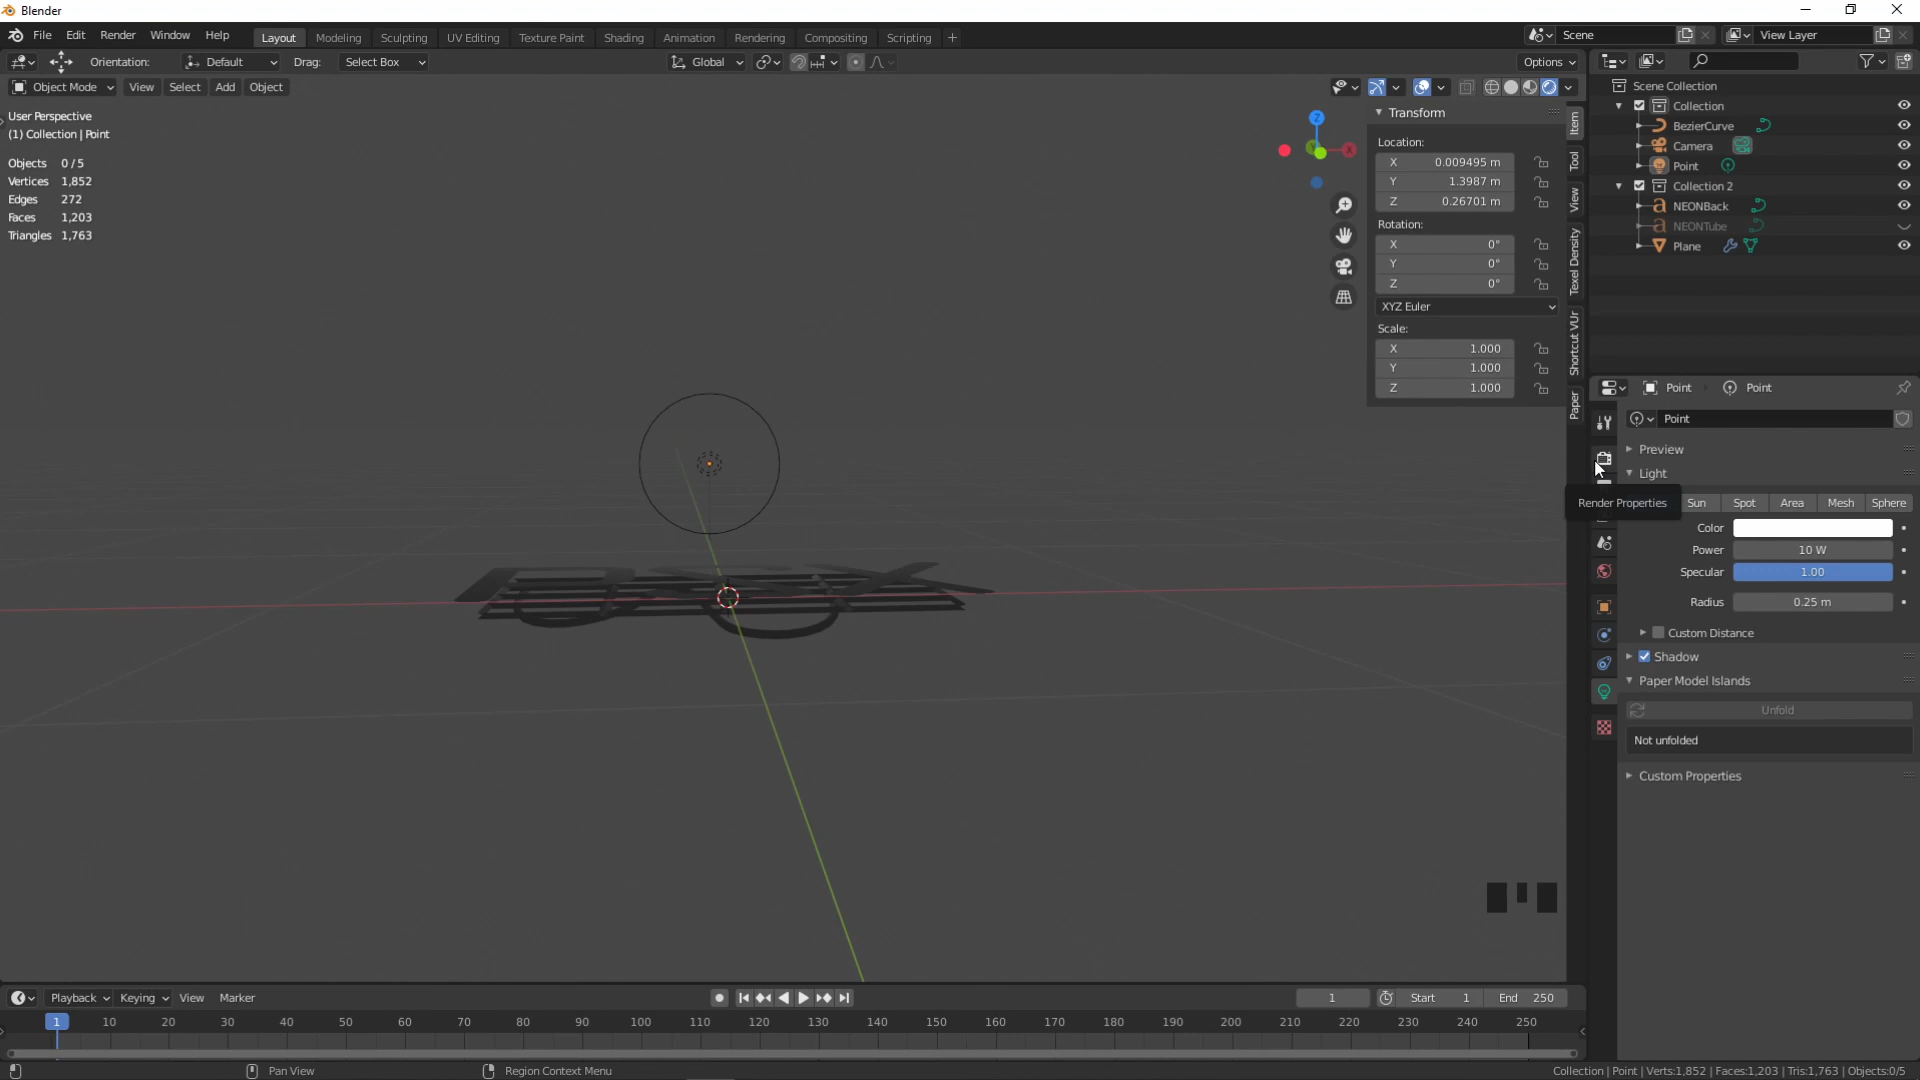 Blender
File Edit Render Window Help Layout Modeling Sculpting UV Editing Texture Paint Shading Animation Rendering Compositing Scripting Scene View Layer
Orientation: Default Drag: Select Box Global Options
Object Mode View Select Add Object
User Perspective
(1) Collection | Point
Objects 0/5
Vertices 1,852
Edges 272
Faces 1,203
Triangles 1,763
Z
X
Transform
Location:
X 0.009495 m
Y 1.3987 m
Z 0.26701 m
Rotation:
X 0°
Y 0°
Z 0°
XYZ Euler
Scale:
X 1.000
Y 1.000
Z 1.000
Item
Tool
View
Texel Density
Shortcut VUr
Paper
Scene Collection
Collection
BezierCurve
Camera
Point
Collection 2
NEONBack
NEONTube
Plane
Point Point
Point
Preview
Light
Render Properties
Sun Spot Area Mesh Sphere
Color
Power 10 W
Specular 1.00
Radius 0.25 m
Custom Distance
Shadow
Paper Model Islands
Unfold
Not unfolded
Custom Properties
Playback Keying View Marker 1 Start 1 End 250
1 10 20 30 40 50 60 70 80 90 100 110 120 130 140 150 160 170 180 190 200 210 220 230 240 250
Pan View Region Context Menu Collection | Point | Verts:1,852 | Faces:1,203 | Tris:1,763 | Objects:0/5